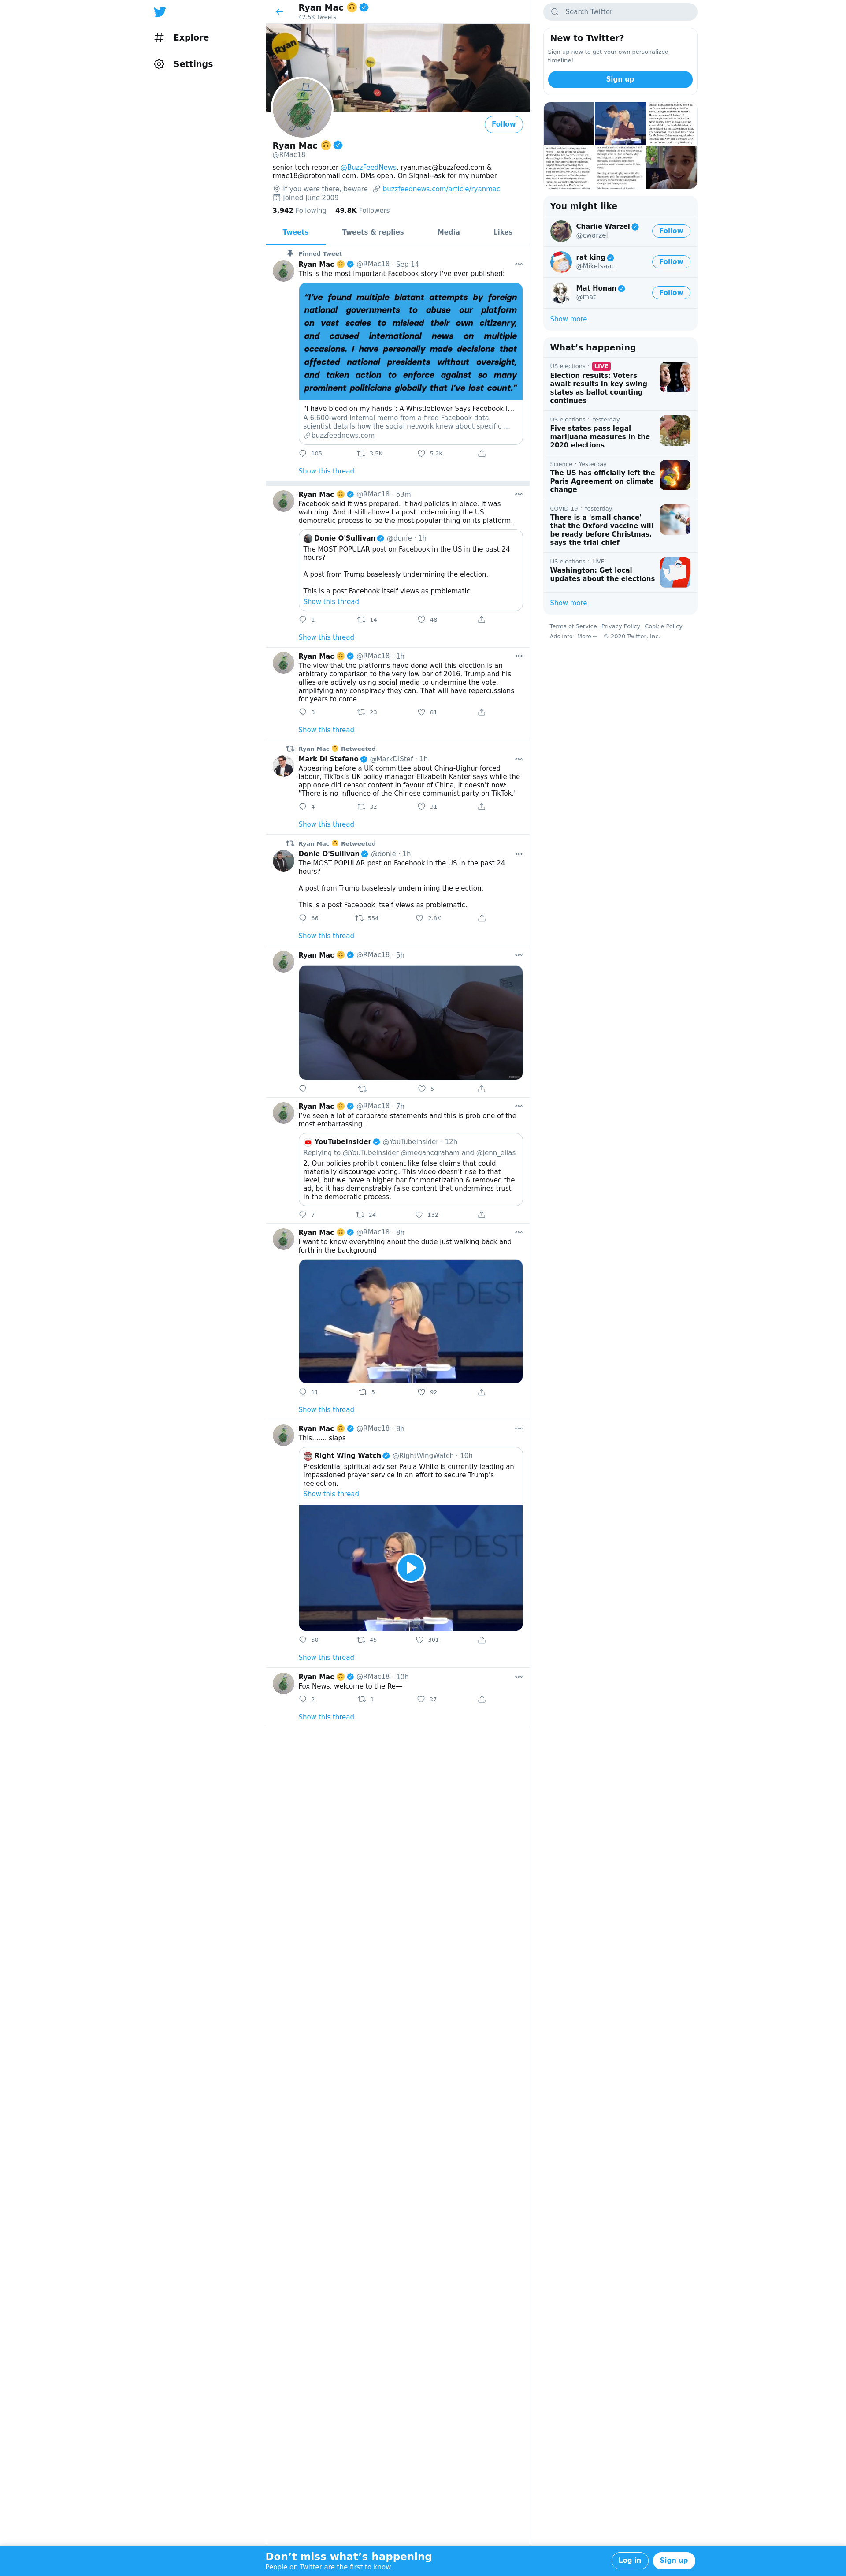 Explore
Settings
Ryan Mac 🙃
42.5K Tweets
Ryan
Follow
Ryan Mac 🙃
@RMac18
senior tech reporter @BuzzFeedNews. ryan.mac@buzzfeed.com &
rmac18@protonmail.com. DMs open. On Signal--ask for my number
If you were there, beware buzzfeednews.com/article/ryanmac
Joined June 2009
3,942 Following 49.8K Followers
Tweets Tweets & replies Media Likes
Pinned Tweet
Ryan Mac 🙃 @RMac18 · Sep 14
This is the most important Facebook story I've ever published:
"I've found multiple blatant attempts by foreign
national governments to abuse our platform
on vast scales to mislead their own citizenry,
and caused international news on multiple
occasions. I have personally made decisions that
affected national presidents without oversight,
and taken action to enforce against so many
prominent politicians globally that I've lost count."
"I have blood on my hands": A Whistleblower Says Facebook I...
A 6,600-word internal memo from a fired Facebook data
scientist details how the social network knew about specific ...
buzzfeednews.com
105 3.5K 5.2K
Show this thread
Ryan Mac 🙃 @RMac18 · 53m
Facebook said it was prepared. It had policies in place. It was
watching. And it still allowed a post undermining the US
democratic process to be the most popular thing on its platform.
Donie O'Sullivan @donie · 1h
The MOST POPULAR post on Facebook in the US in the past 24
hours?
A post from Trump baselessly undermining the election.
This is a post Facebook itself views as problematic.
Show this thread
1 14 48
Show this thread
Ryan Mac 🙃 @RMac18 · 1h
The view that the platforms have done well this election is an
arbitrary comparison to the very low bar of 2016. Trump and his
allies are actively using social media to undermine the vote,
amplifying any conspiracy they can. That will have repercussions
for years to come.
3 23 81
Show this thread
Ryan Mac 🙃 Retweeted
Mark Di Stefano @MarkDiStef · 1h
Appearing before a UK committee about China-Uighur forced
labour, TikTok's UK policy manager Elizabeth Kanter says while the
app once did censor content in favour of China, it doesn't now:
"There is no influence of the Chinese communist party on TikTok."
4 32 31
Show this thread
Ryan Mac 🙃 Retweeted
Donie O'Sullivan @donie · 1h
The MOST POPULAR post on Facebook in the US in the past 24
hours?
A post from Trump baselessly undermining the election.
This is a post Facebook itself views as problematic.
66 554 2.8K
Show this thread
Ryan Mac 🙃 @RMac18 · 5h
5
Ryan Mac 🙃 @RMac18 · 7h
I've seen a lot of corporate statements and this is prob one of the
most embarrassing.
YouTubeInsider @YouTubeInsider · 12h
Replying to @YouTubeInsider @megancgraham and @jenn_elias
2. Our policies prohibit content like false claims that could
materially discourage voting. This video doesn't rise to that
level, but we have a higher bar for monetization & removed the
ad, bc it has demonstrably false content that undermines trust
in the democratic process.
7 24 132
Ryan Mac 🙃 @RMac18 · 8h
I want to know everything anout the dude just walking back and
forth in the background
CITY OF DEST
11 5 92
Show this thread
Ryan Mac 🙃 @RMac18 · 8h
This....... slaps
Right Wing Watch @RightWingWatch · 10h
Presidential spiritual adviser Paula White is currently leading an
impassioned prayer service in an effort to secure Trump's
reelection.
Show this thread
CITY OF DEST
50 45 301
Show this thread
Ryan Mac 🙃 @RMac18 · 10h
Fox News, welcome to the Re—
2 1 37
Show this thread
Search Twitter
New to Twitter?
Sign up now to get your own personalized
timeline!
Sign up
You might like
Charlie Warzel
@cwarzel
Follow
rat king
@MikeIsaac
Follow
Mat Honan
@mat
Follow
Show more
What's happening
US elections · LIVE
Election results: Voters
await results in key swing
states as ballot counting
continues
US elections · Yesterday
Five states pass legal
marijuana measures in the
2020 elections
Science · Yesterday
The US has officially left the
Paris Agreement on climate
change
COVID-19 · Yesterday
There is a 'small chance'
that the Oxford vaccine will
be ready before Christmas,
says the trial chief
US elections · LIVE
Washington: Get local
updates about the elections
Show more
Terms of Service Privacy Policy Cookie Policy
Ads info More © 2020 Twitter, Inc.
Don't miss what's happening
People on Twitter are the first to know.
Log in
Sign up